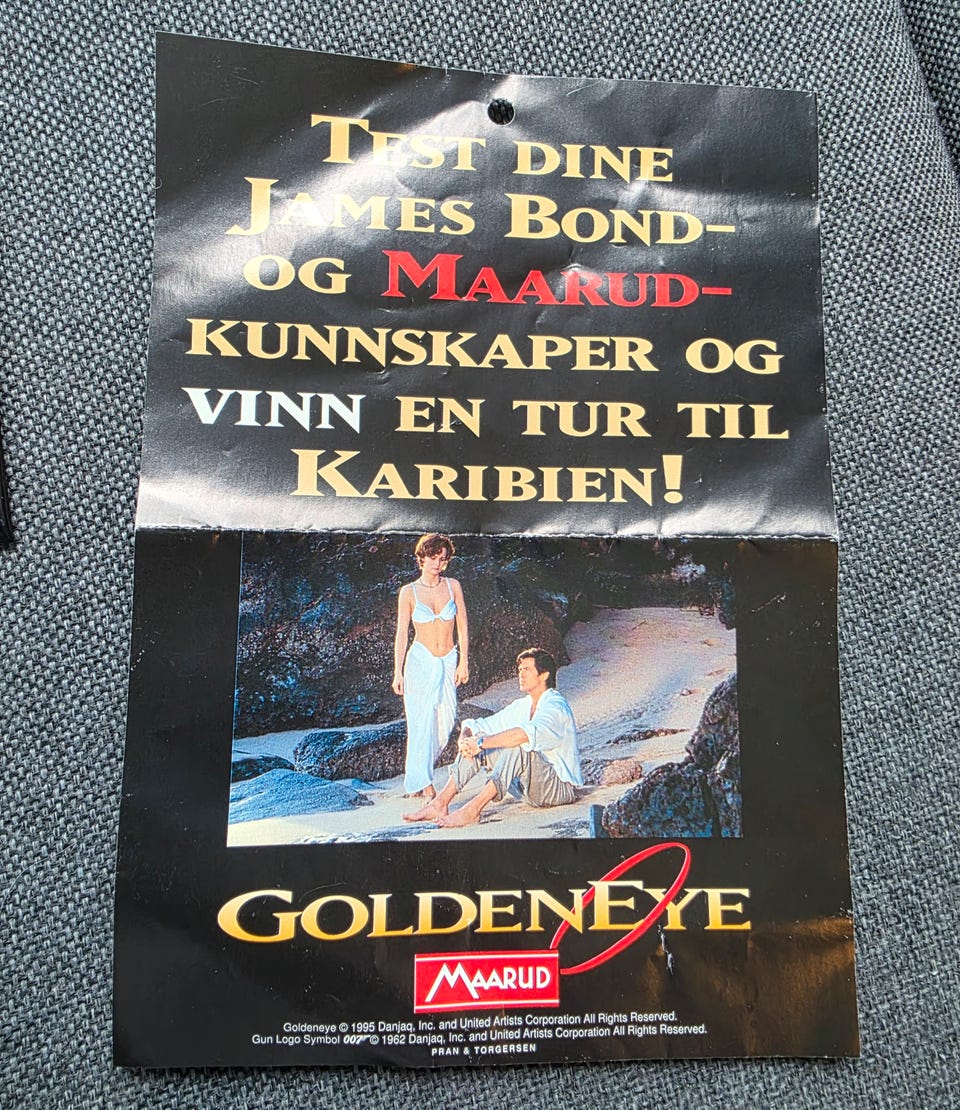 TEST DINE
JAMES BOND-
OG MAARUD-
KUNNSKAPER OG
VINN EN TUR TIL
KARIBIEN!
GOLDENEYE
MAARUD
Goldeneye © 1995 Danjaq, Inc. and United Artists Corporation All Rights Reserved.
Gun Logo Symbol 007 © 1962 Danjaq, Inc. and United Artists Corporation All Rights Reserved.
PRAN & TORGERSEN